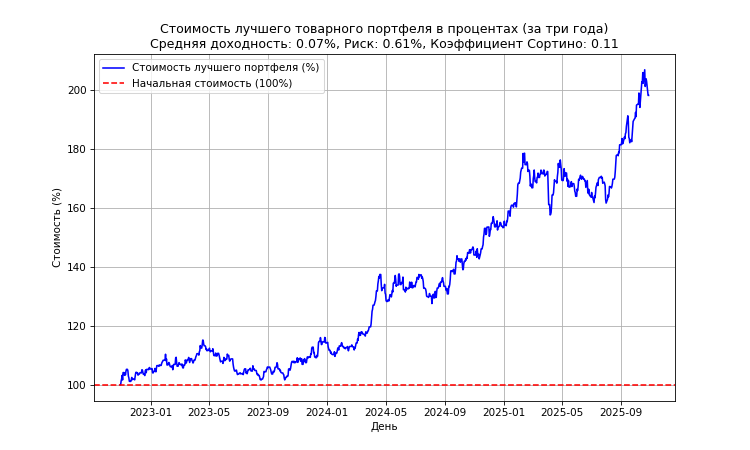 Стоимость лучшего товарного портфеля в процентах (за три года)
Средняя доходность: 0.07%, Риск: 0.61%, Коэффициент Сортино: 0.11
Стоимость лучшего портфеля (%)
Начальная стоимость (100%)
Стоимость (%)
200
180
160
140
120
100
2023-01 2023-05 2023-09 2024-01 2024-05 2024-09 2025-01 2025-05 2025-09
День